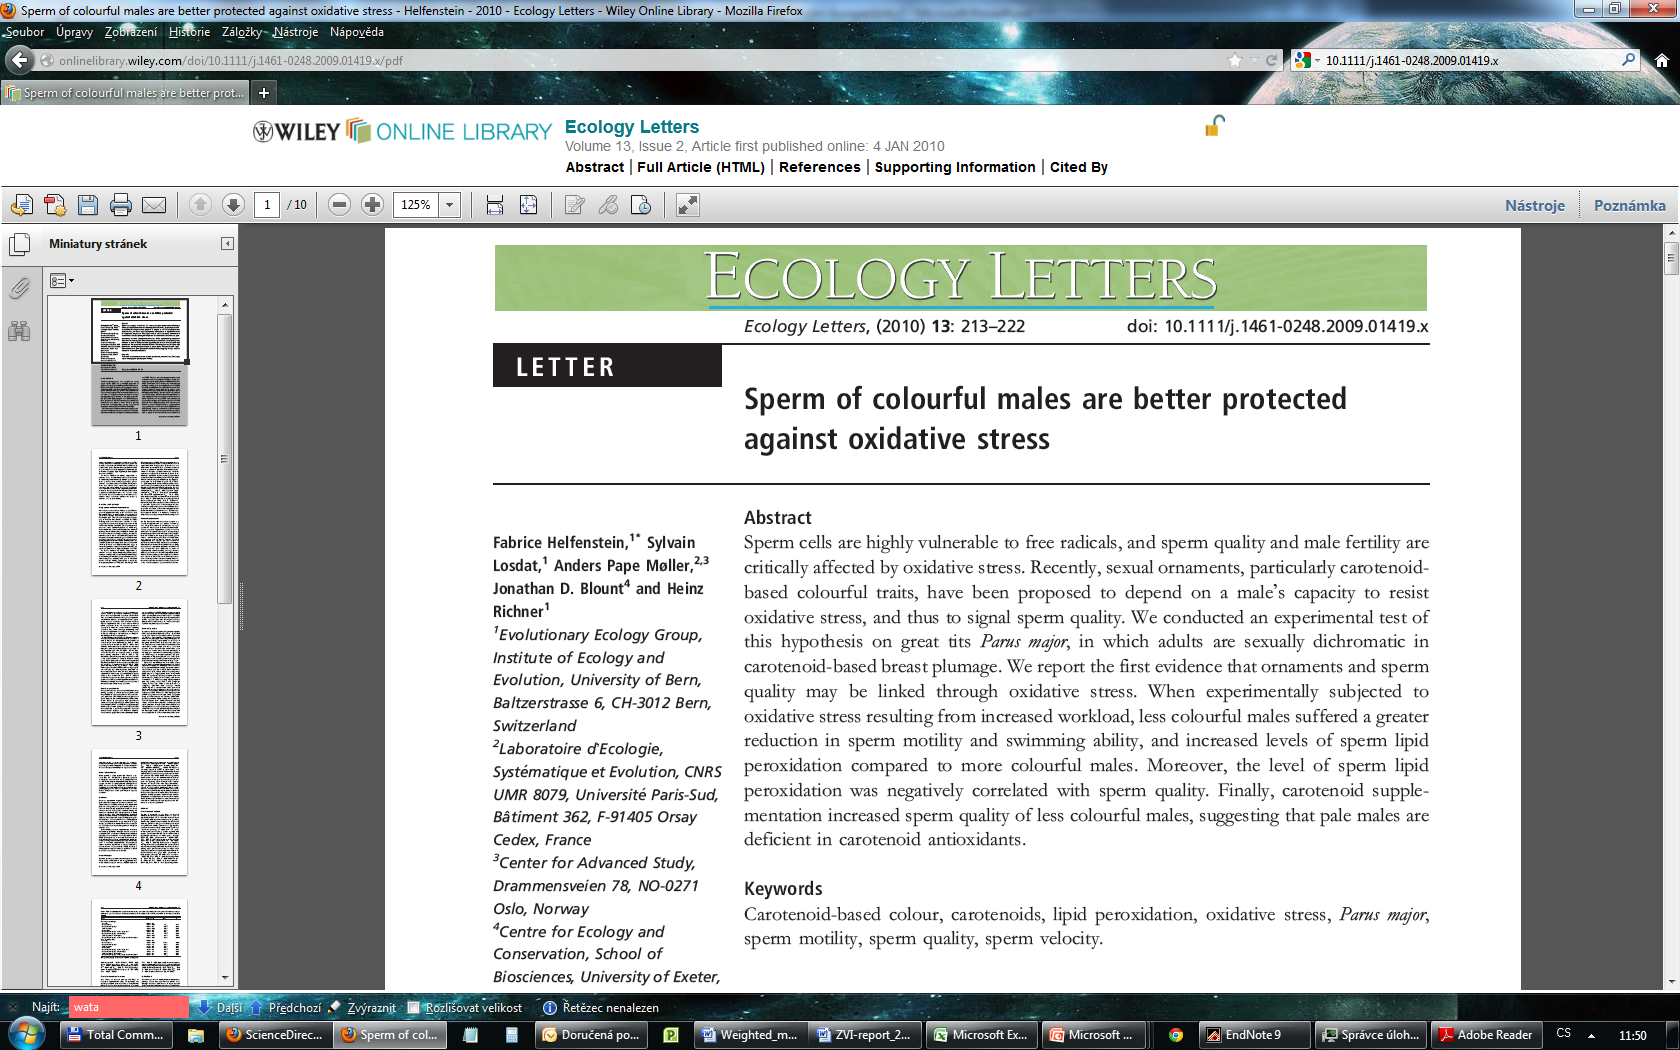 Sperm of colourful males are better protected against oxidative stress - Helfenstein - 2010 - Ecology Letters - Wiley Online Library - Mozilla Firefox
Soubor Úpravy Zobrazení Historie Záložky Nástroje Nápověda
onlinelibrary.wiley.com/doi/10.1111/j.1461-0248.2009.01419.x/pdf
10.1111/j.1461-0248.2009.01419.x
Sperm of colourful males are better prot...
WILEY ONLINE LIBRARY
Ecology Letters
Volume 13, Issue 2, Article first published online: 4 JAN 2010
Abstract | Full Article (HTML) | References | Supporting Information | Cited By
1 / 10
125%
Nástroje Poznámka
Miniatury stránek
1
2
3
4
ECOLOGY LETTERS
Ecology Letters, (2010) 13: 213–222
doi: 10.1111/j.1461-0248.2009.01419.x
LETTER
Sperm of colourful males are better protected
against oxidative stress
Fabrice Helfenstein,1* Sylvain
Losdat,1 Anders Pape Møller,2,3
Jonathan D. Blount4 and Heinz
Richner1
1Evolutionary Ecology Group,
Institute of Ecology and
Evolution, University of Bern,
Baltzerstrasse 6, CH-3012 Bern,
Switzerland
2Laboratoire d'Ecologie,
Systématique et Evolution, CNRS
UMR 8079, Université Paris-Sud,
Bâtiment 362, F-91405 Orsay
Cedex, France
3Center for Advanced Study,
Drammensveien 78, NO-0271
Oslo, Norway
4Centre for Ecology and
Conservation, School of
Biosciences, University of Exeter,
Abstract
Sperm cells are highly vulnerable to free radicals, and sperm quality and male fertility are
critically affected by oxidative stress. Recently, sexual ornaments, particularly carotenoid-
based colourful traits, have been proposed to depend on a male's capacity to resist
oxidative stress, and thus to signal sperm quality. We conducted an experimental test of
this hypothesis on great tits Parus major, in which adults are sexually dichromatic in
carotenoid-based breast plumage. We report the first evidence that ornaments and sperm
quality may be linked through oxidative stress. When experimentally subjected to
oxidative stress resulting from increased workload, less colourful males suffered a greater
reduction in sperm motility and swimming ability, and increased levels of sperm lipid
peroxidation compared to more colourful males. Moreover, the level of sperm lipid
peroxidation was negatively correlated with sperm quality. Finally, carotenoid supple-
mentation increased sperm quality of less colourful males, suggesting that pale males are
deficient in carotenoid antioxidants.
Keywords
Carotenoid-based colour, carotenoids, lipid peroxidation, oxidative stress, Parus major,
sperm motility, sperm quality, sperm velocity.
Najít: wata Další Předchozí Zvýraznit Rozlišovat velikost Řetězec nenalezen
Total Comm... ScienceDirec... Sperm of col... Doručená po... Weighted_m... ZVI-report_2... Microsoft Ex... Microsoft ... EndNote 9 Správce úloh... Adobe Reader CS 11:50